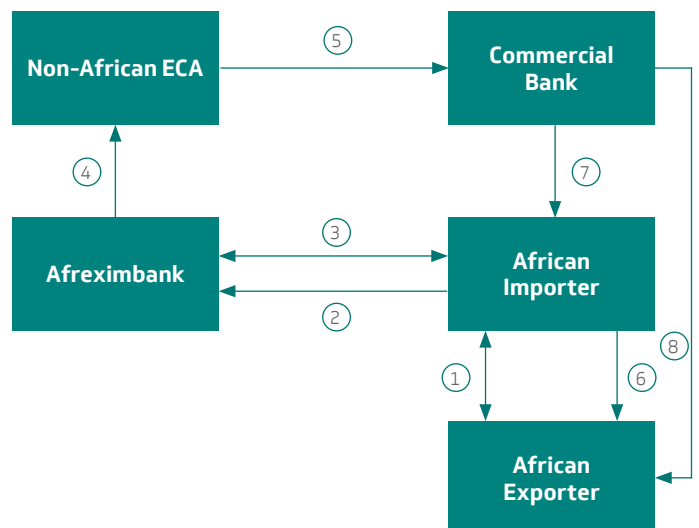 5
Non-African ECA
Commercial
Bank
4
7
3
Afreximbank
African
Importer
2
8
1
6
African
Exporter